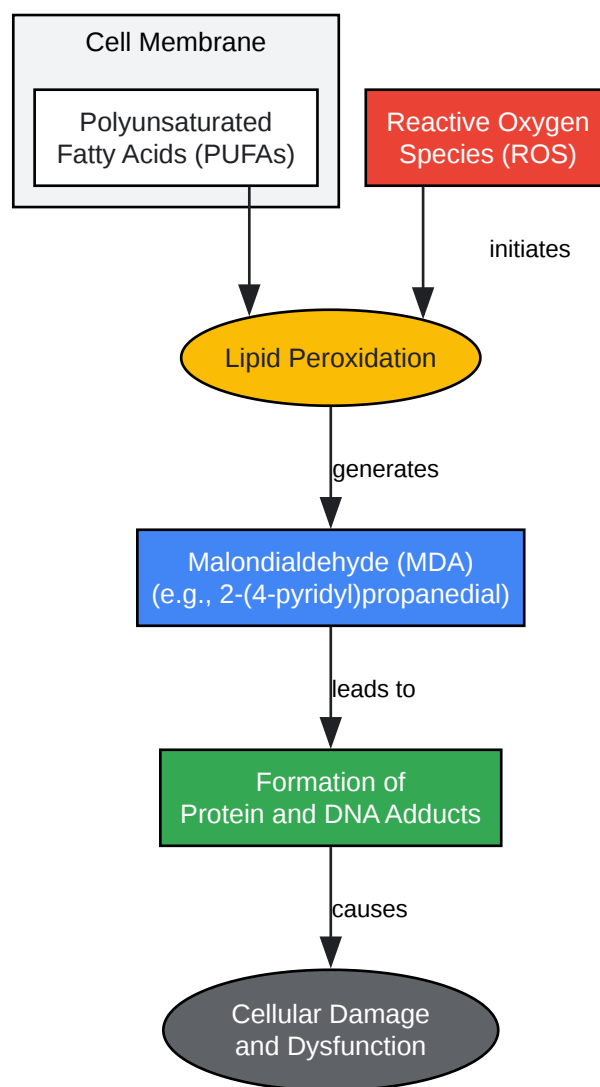 Cell Membrane
Polyunsaturated
Fatty Acids (PUFAs)
Reactive Oxygen
Species (ROS)
initiates
Lipid Peroxidation
generates
Malondialdehyde (MDA)
(e.g., 2-(4-pyridyl)propanedial)
leads to
Formation of
Protein and DNA Adducts
causes
Cellular Damage
and Dysfunction